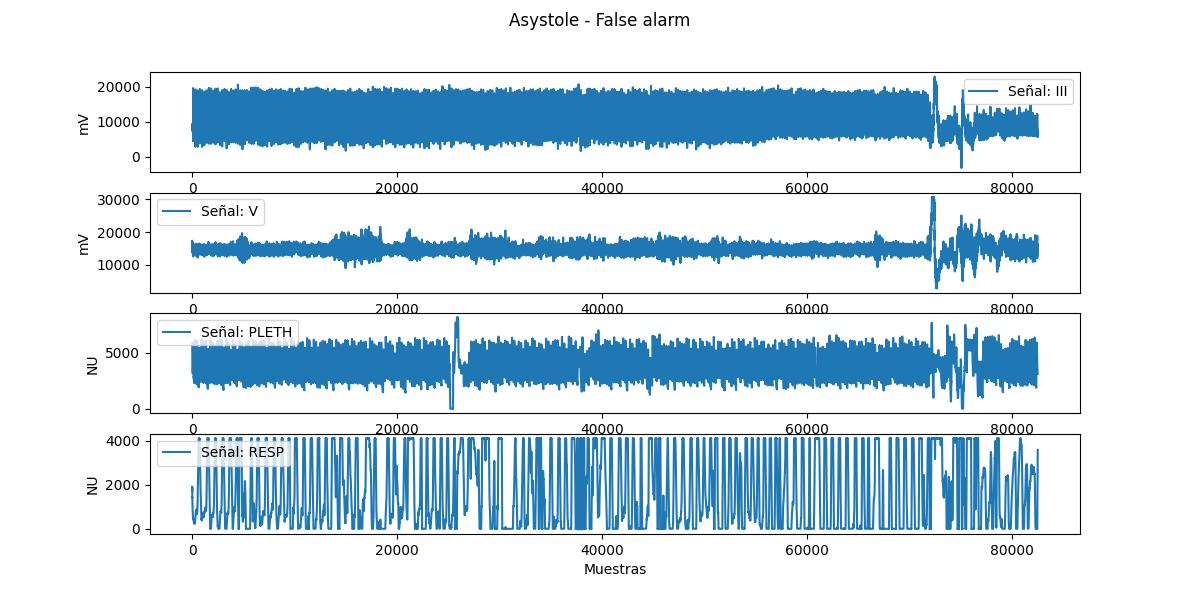 Asystole - False alarm
20000
10000
0
mV
Señal: III
0 20000 40000 60000 80000
30000
20000
10000
mV
Señal: V
0 20000 40000 60000 80000
5000
0
NU
Señal: PLETH
0 20000 40000 60000 80000
4000
2000
0
NU
Señal: RESP
0 20000 40000 60000 80000
Muestras